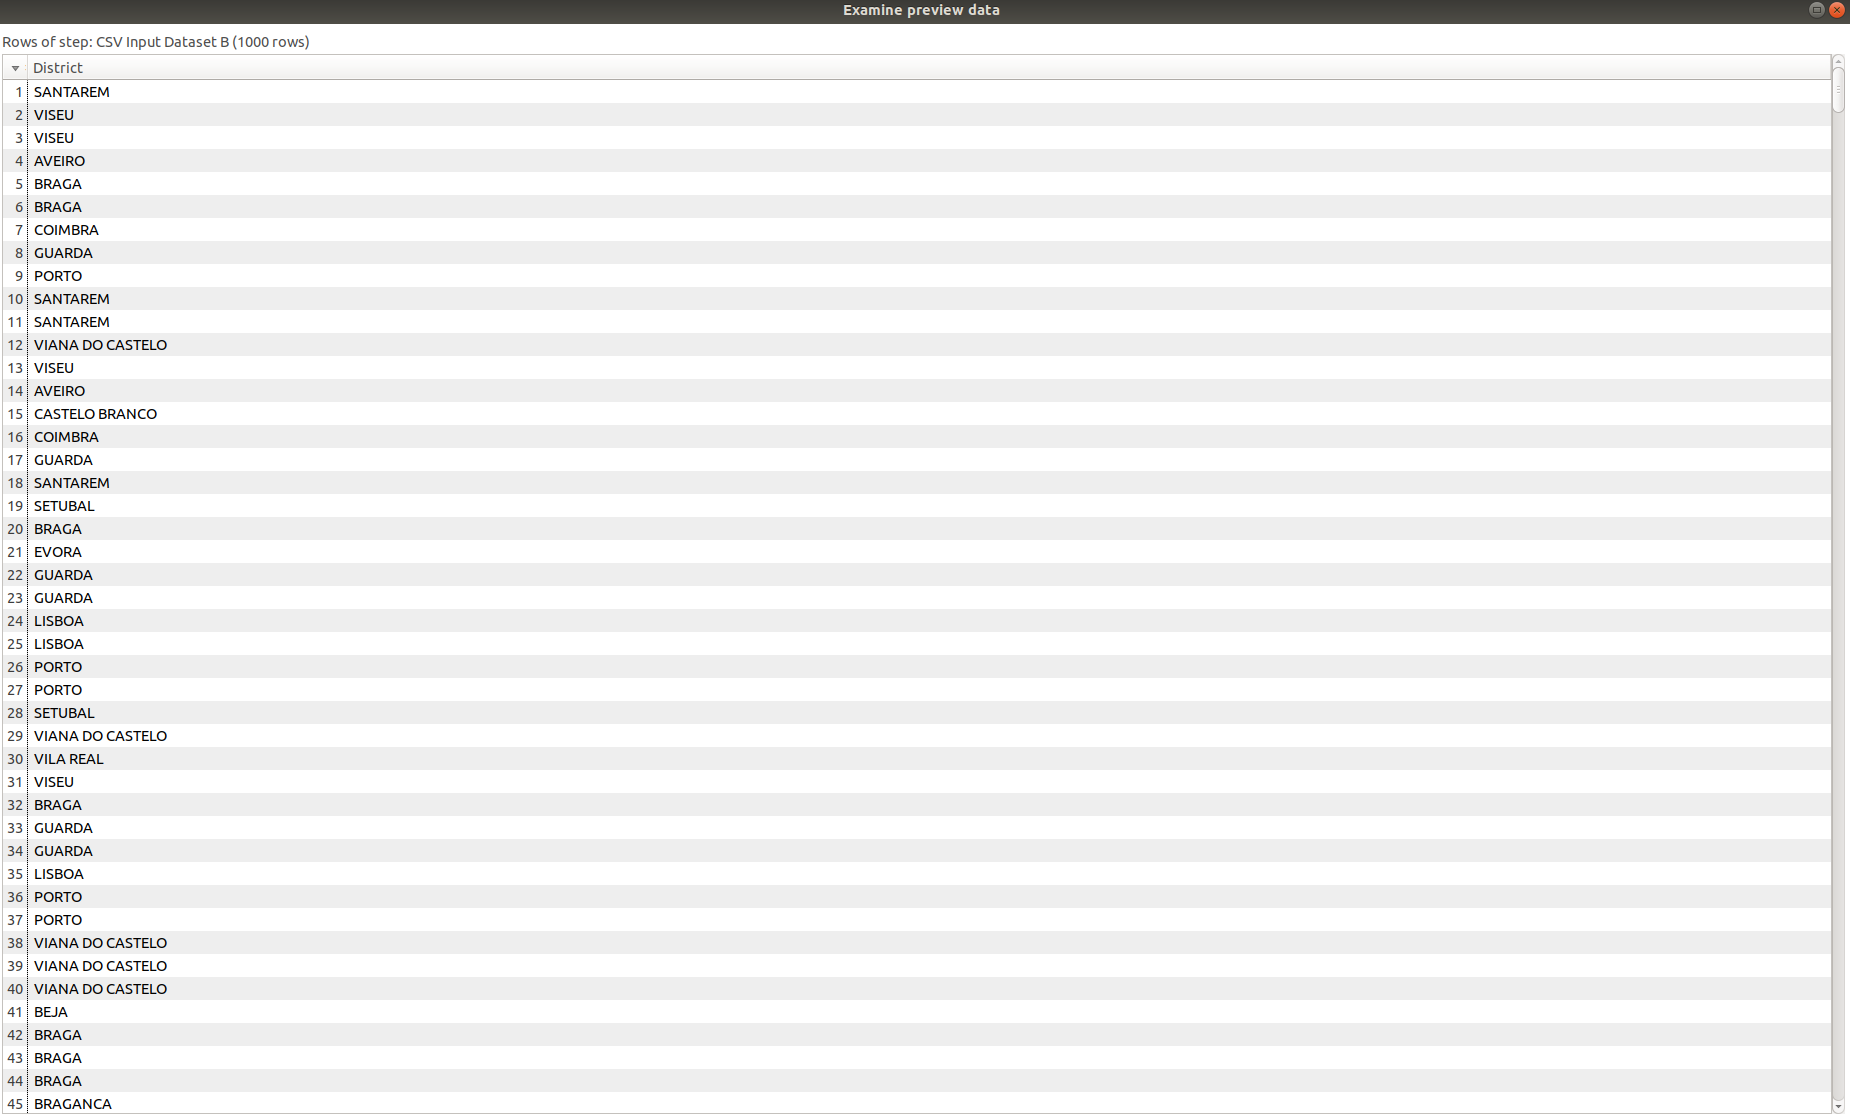 Examine preview data
Rows of step: CSV Input Dataset B (1000 rows)
District
1 SANTAREM
2 VISEU
3 VISEU
4 AVEIRO
5 BRAGA
6 BRAGA
7 COIMBRA
8 GUARDA
9 PORTO
10 SANTAREM
11 SANTAREM
12 VIANA DO CASTELO
13 VISEU
14 AVEIRO
15 CASTELO BRANCO
16 COIMBRA
17 GUARDA
18 SANTAREM
19 SETUBAL
20 BRAGA
21 EVORA
22 GUARDA
23 GUARDA
24 LISBOA
25 LISBOA
26 PORTO
27 PORTO
28 SETUBAL
29 VIANA DO CASTELO
30 VILA REAL
31 VISEU
32 BRAGA
33 GUARDA
34 GUARDA
35 LISBOA
36 PORTO
37 PORTO
38 VIANA DO CASTELO
39 VIANA DO CASTELO
40 VIANA DO CASTELO
41 BEJA
42 BRAGA
43 BRAGA
44 BRAGA
45 BRAGANCA